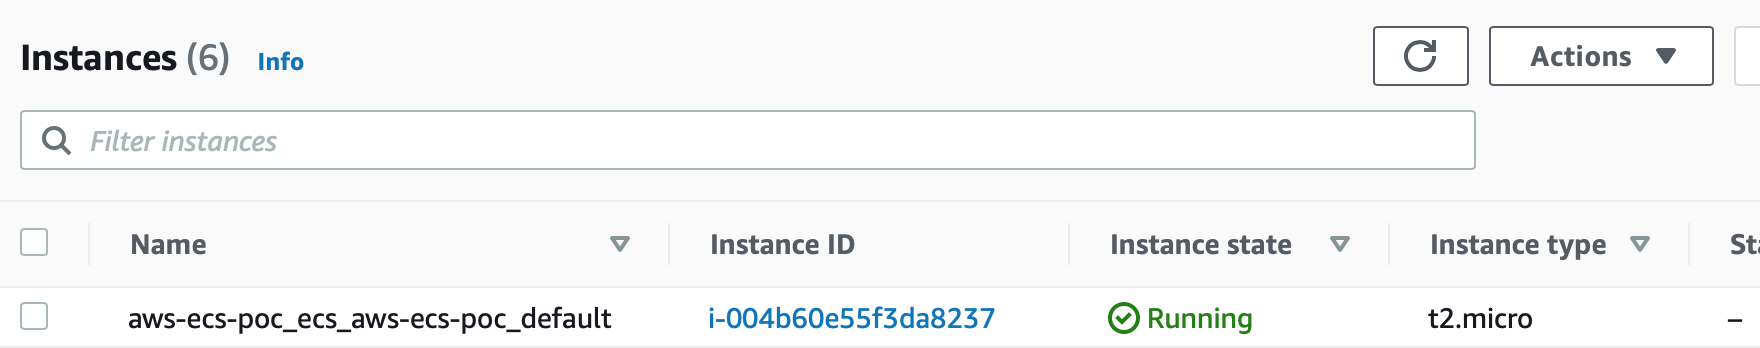 Instances (6) Info
Actions
Filter instances
Name Instance ID Instance state Instance type
aws-ecs-poc_ecs_aws-ecs-poc_default i-004b60e55f3da8237 Running t2.micro –